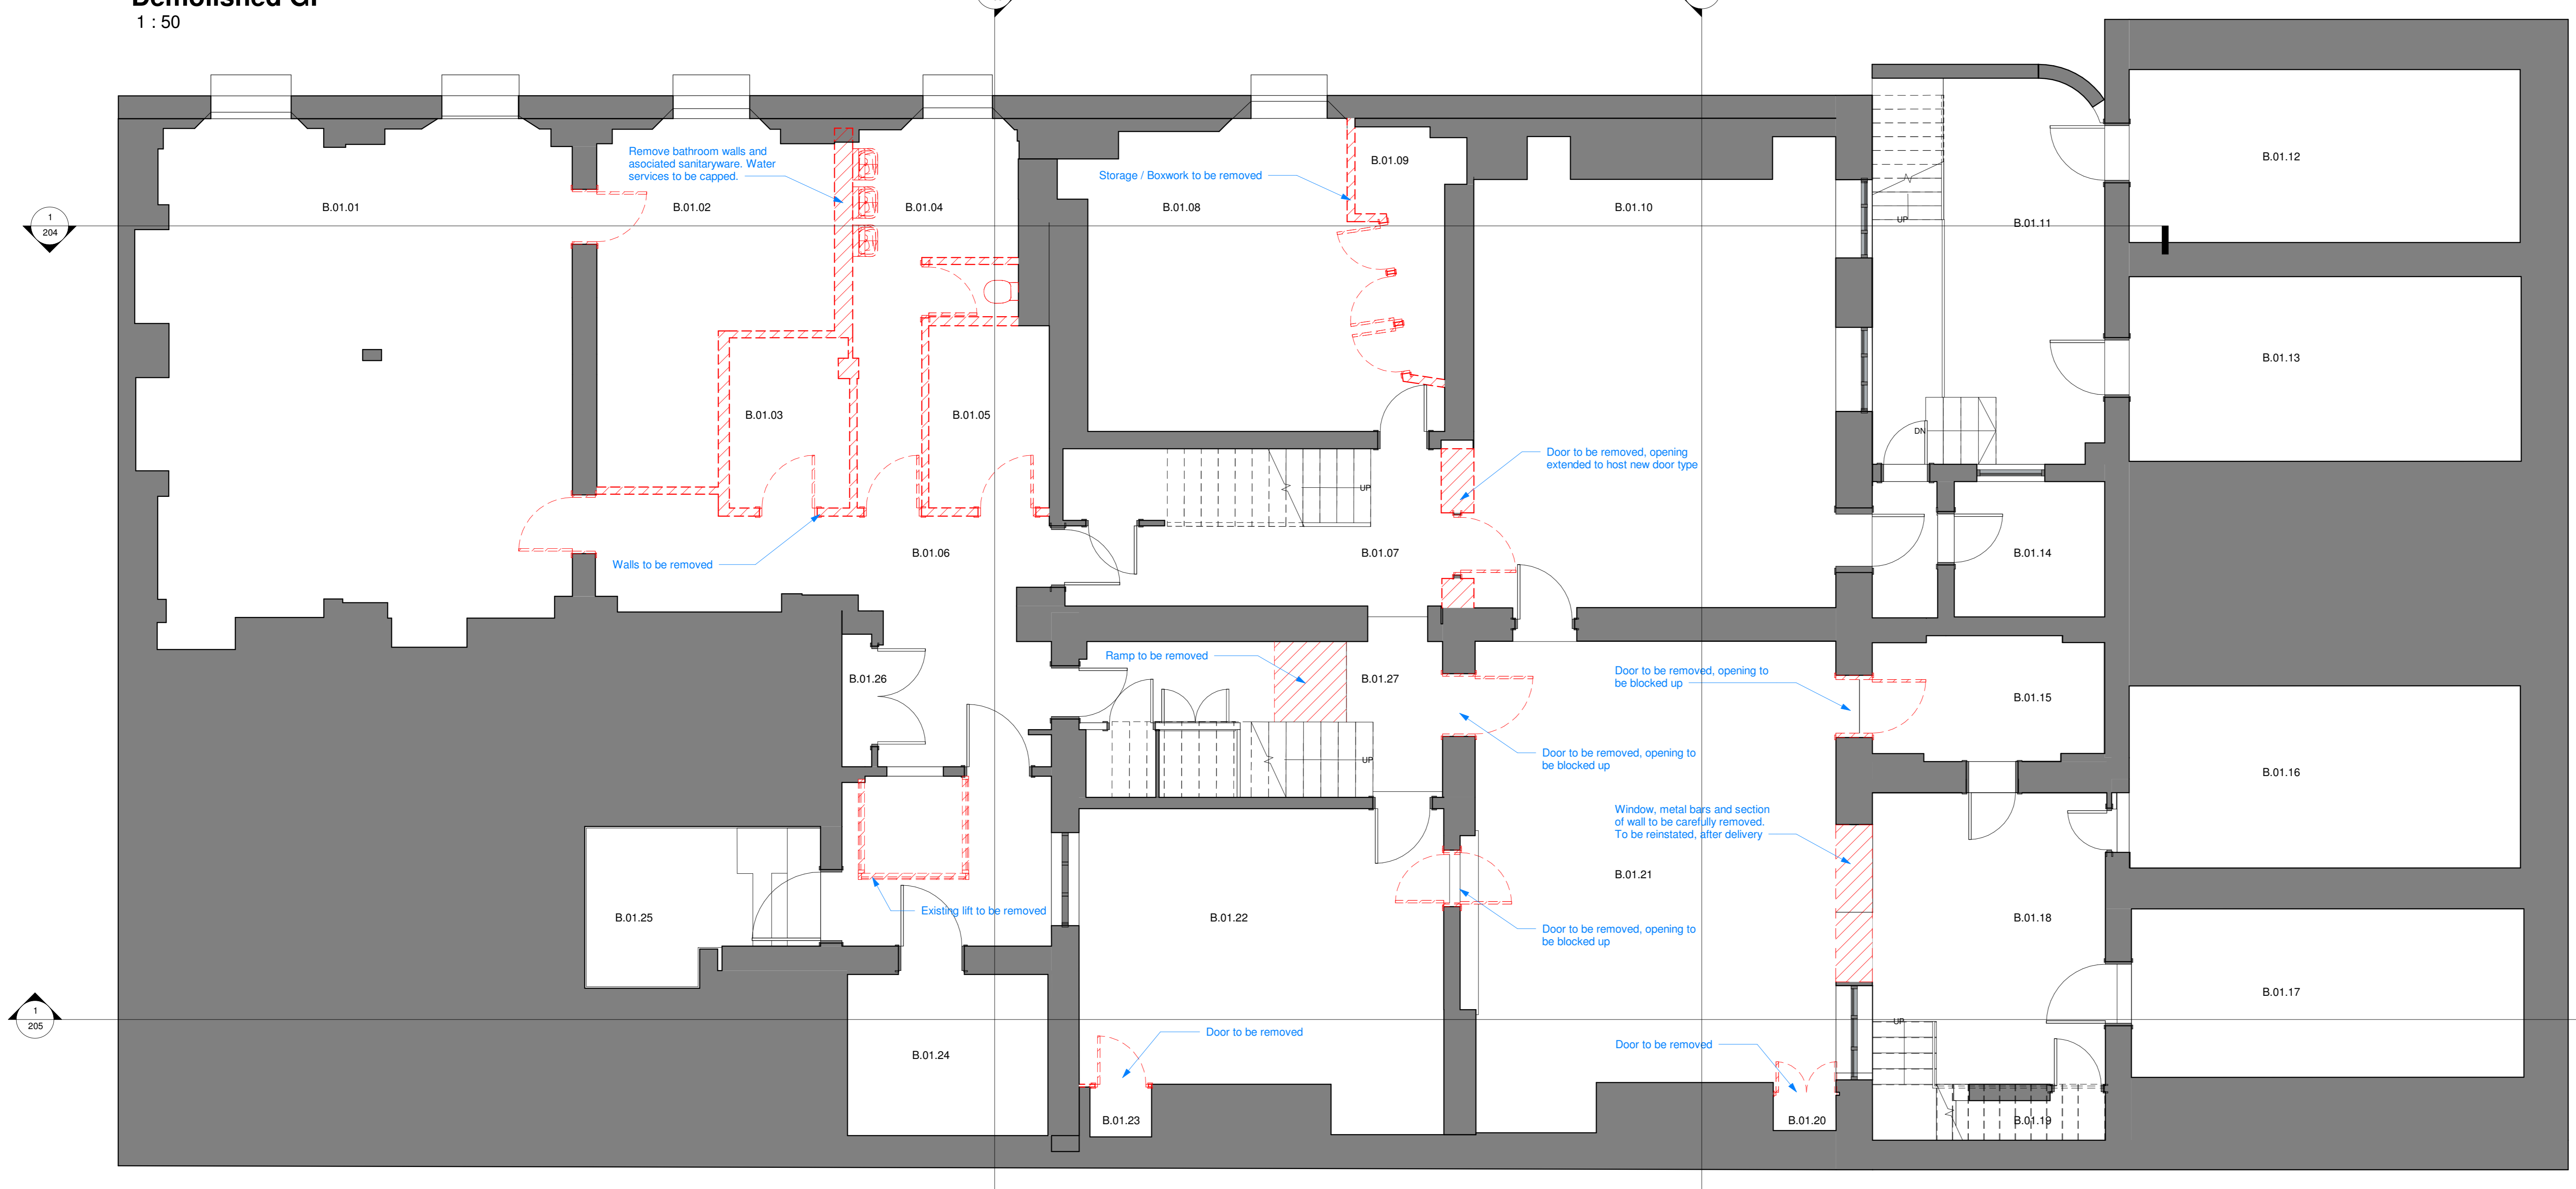 Demolished GF
1 : 50
Remove bathroom walls and
asociated sanitaryware. Water
services to be capped.
Storage / Boxwork to be removed
B.01.09
B.01.12
B.01.01
B.01.02
B.01.04
B.01.08
B.01.10
B.01.11
UP
1
204
B.01.13
B.01.03
B.01.05
DN
Door to be removed, opening
extended to host new door type
UP
B.01.06
B.01.07
B.01.14
Walls to be removed
Ramp to be removed
B.01.26
B.01.27
Door to be removed, opening to
be blocked up
B.01.15
Door to be removed, opening to
be blocked up
UP
B.01.16
Window, metal bars and section
of wall to be carefully removed.
To be reinstated, after delivery
B.01.21
B.01.25
Existing lift to be removed
B.01.22
B.01.18
Door to be removed, opening to
be blocked up
B.01.17
1
205
UP
Door to be removed
Door to be removed
B.01.24
B.01.23
B.01.20
B.01.19